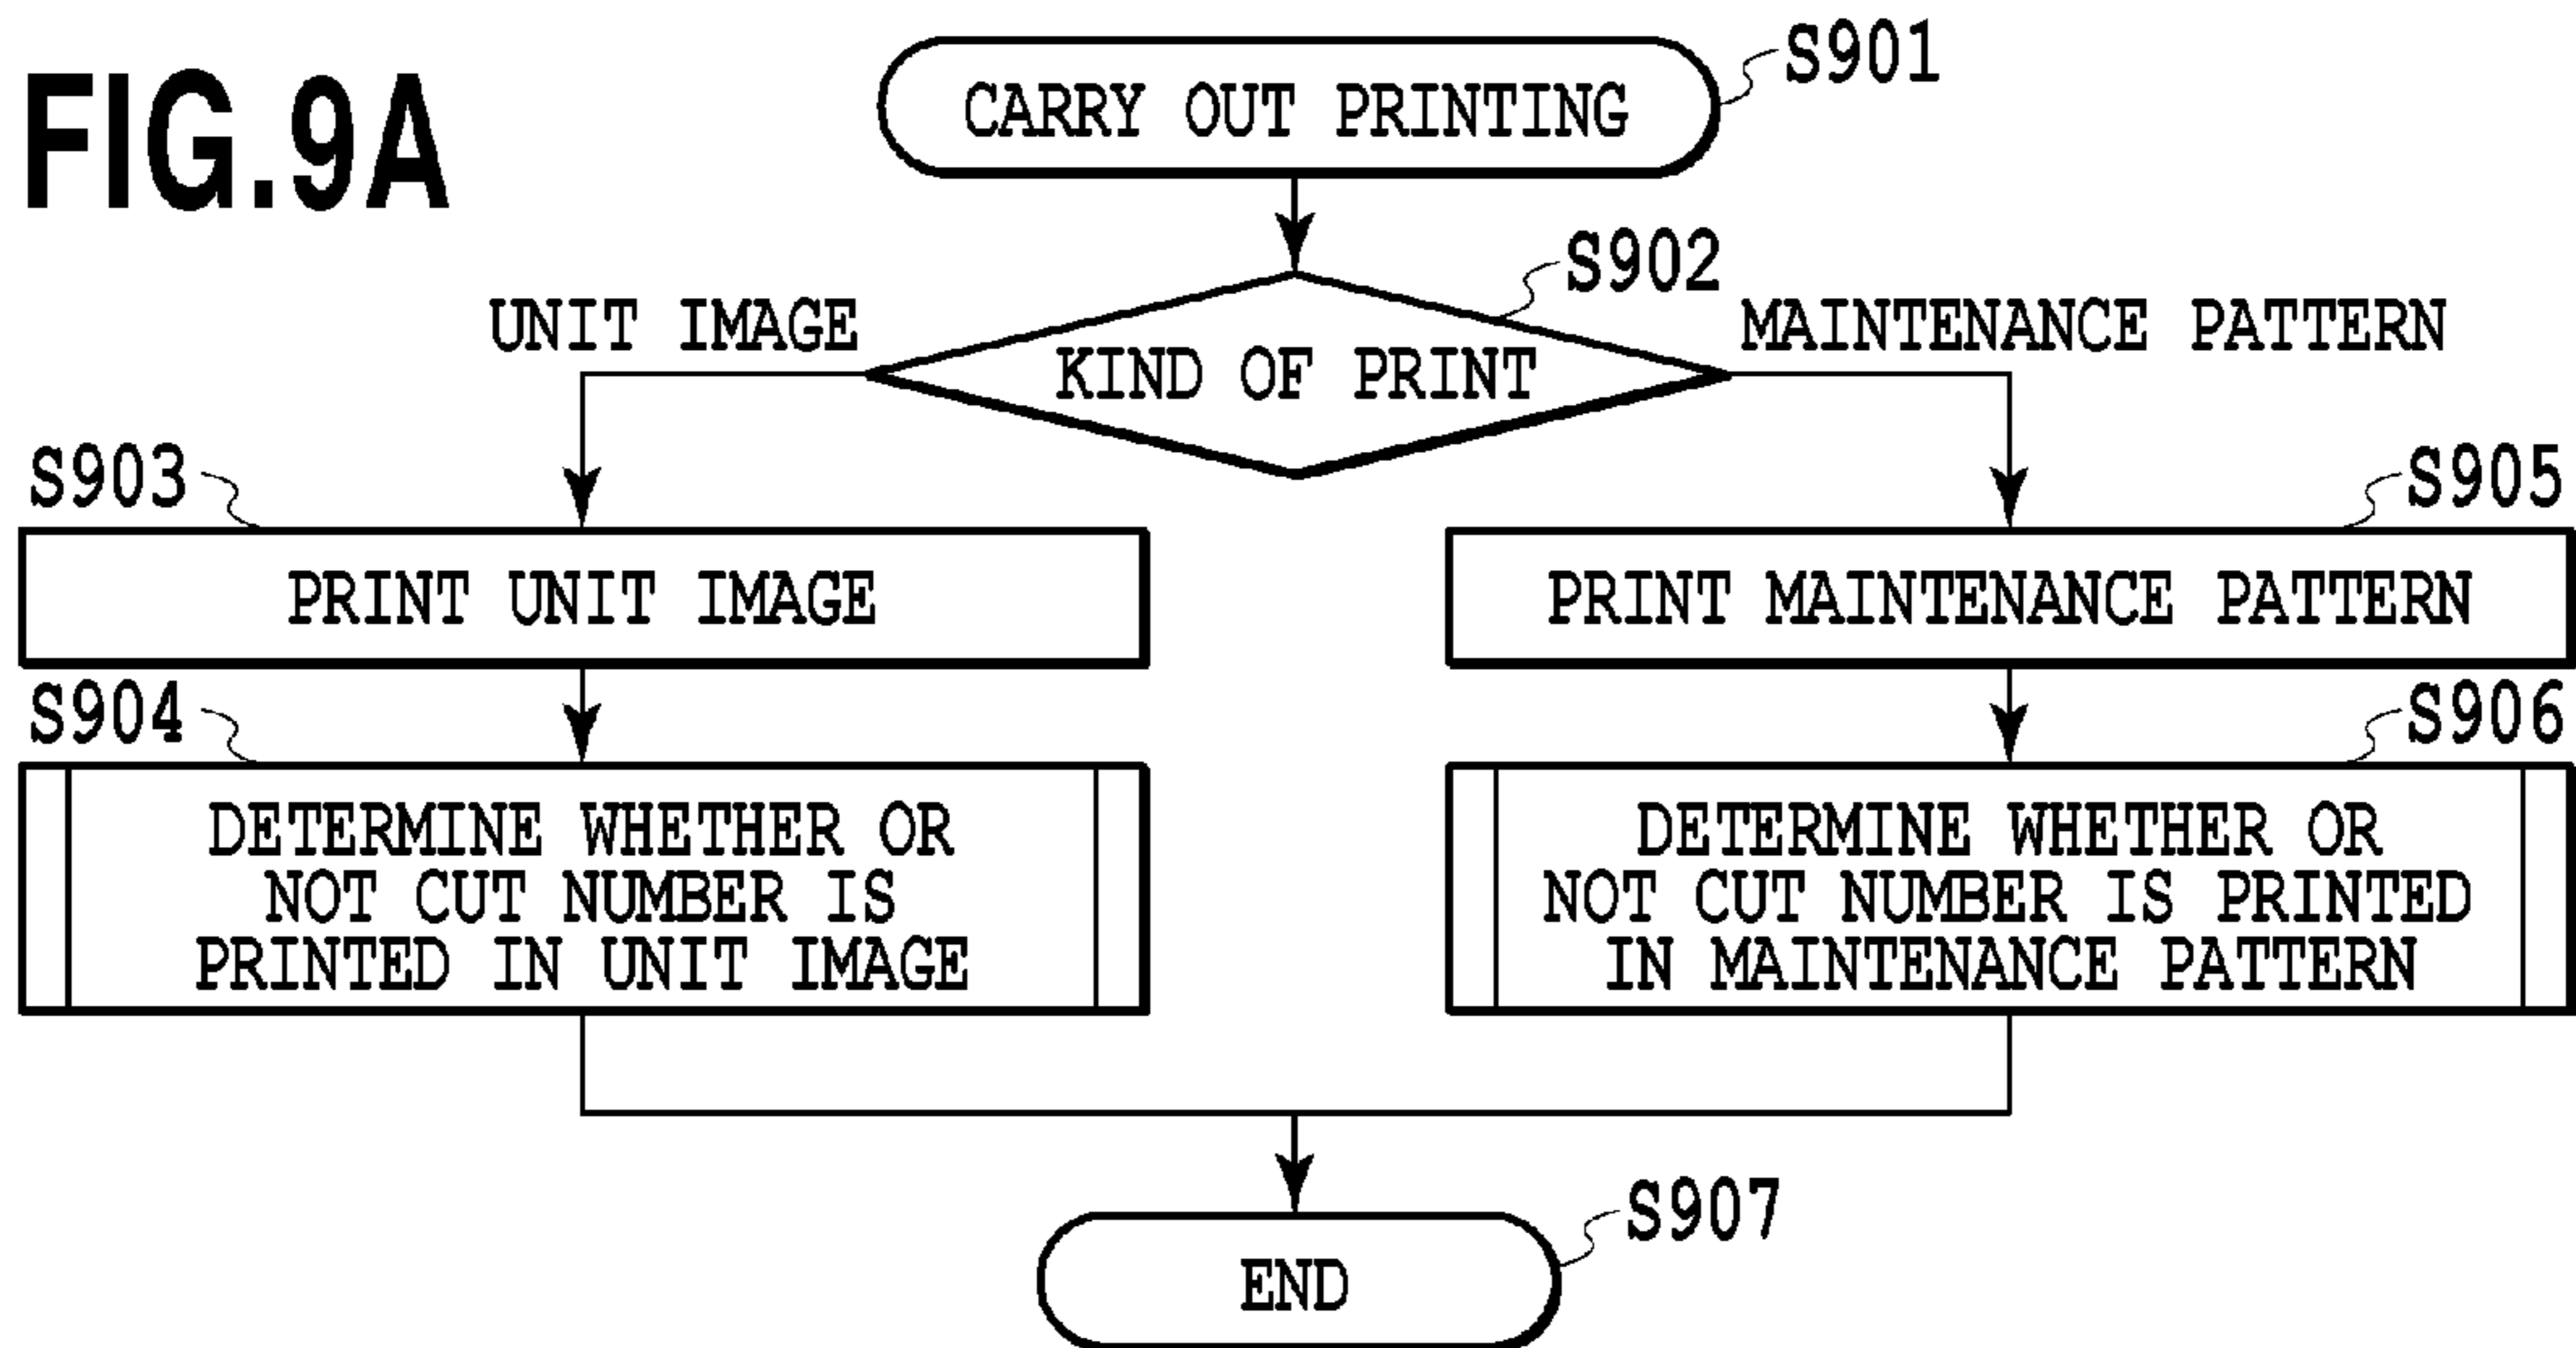 FIG.9A
CARRY OUT PRINTING
S901
S902
UNIT IMAGE
KIND OF PRINT
MAINTENANCE PATTERN
S903
PRINT UNIT IMAGE
S905
PRINT MAINTENANCE PATTERN
S904
DETERMINE WHETHER OR
NOT CUT NUMBER IS
PRINTED IN UNIT IMAGE
S906
DETERMINE WHETHER OR
NOT CUT NUMBER IS PRINTED
IN MAINTENANCE PATTERN
S907
END